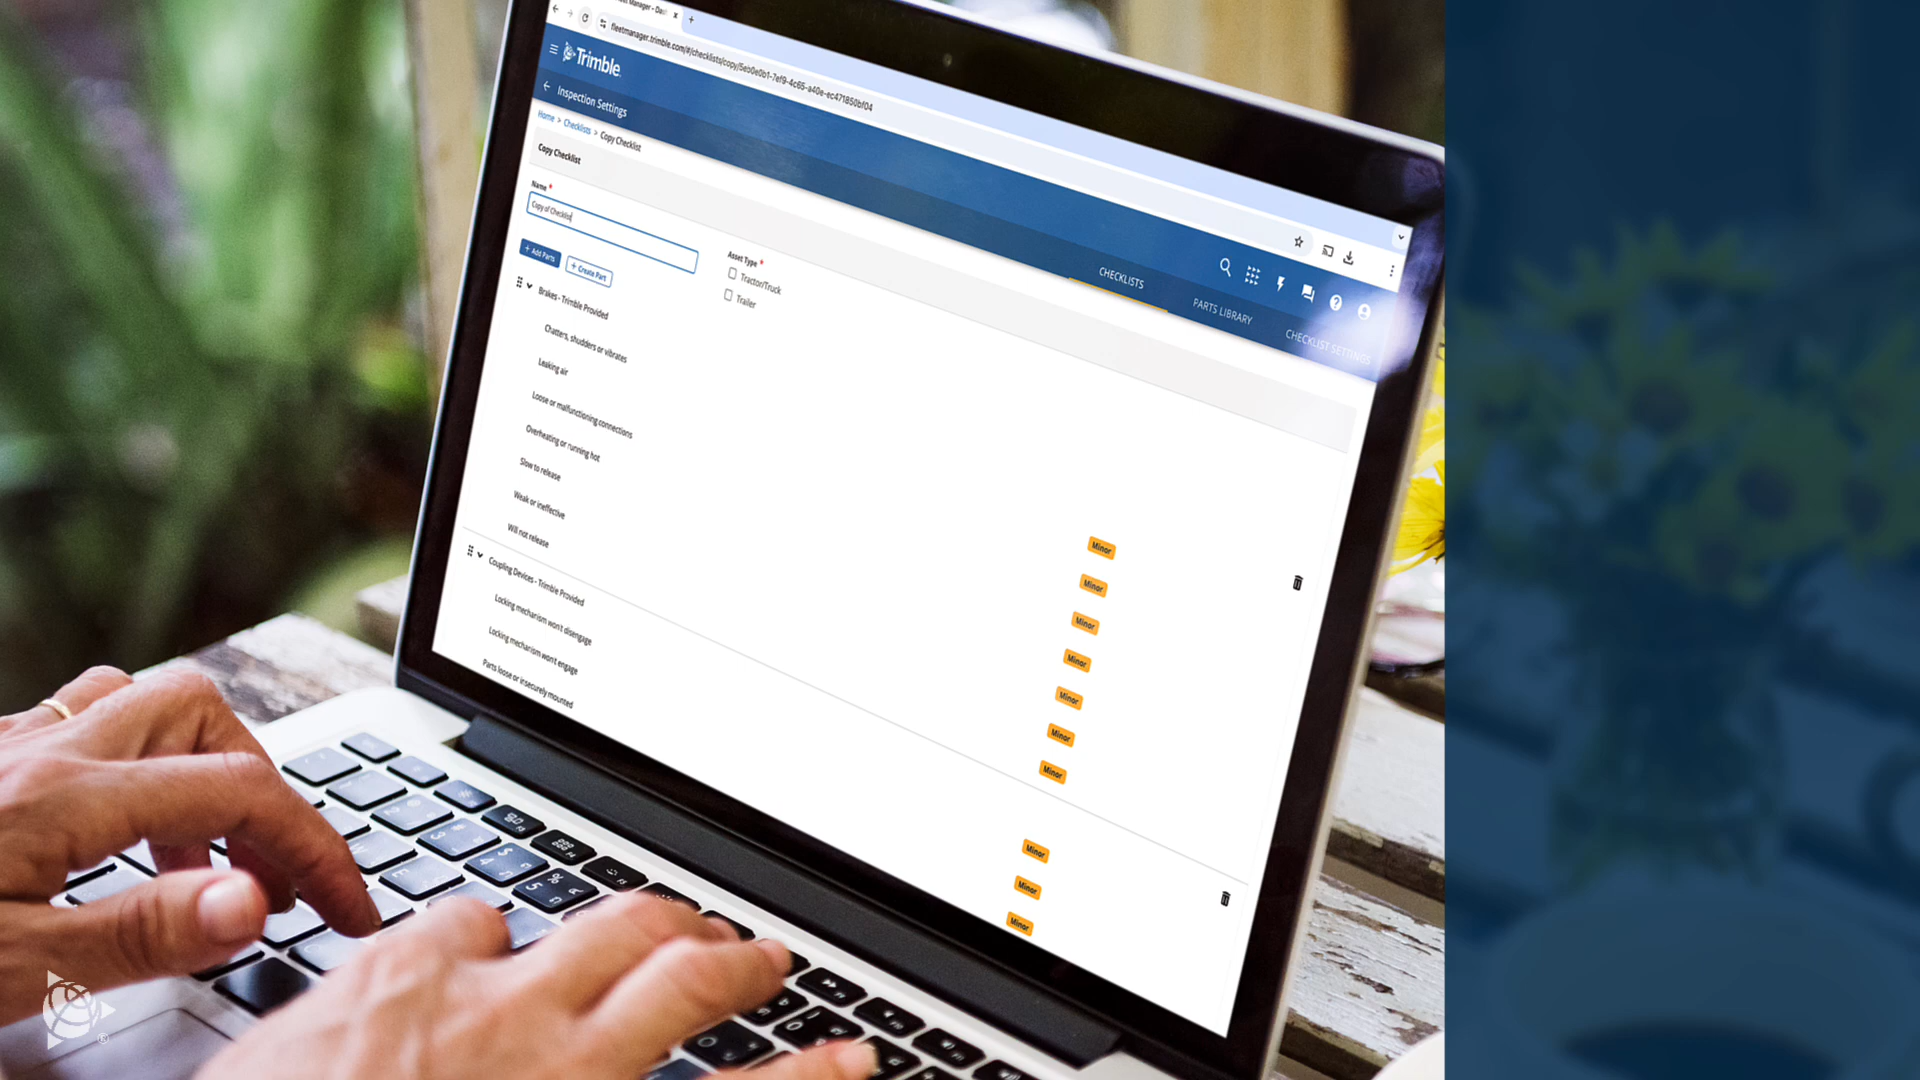 fleetmanager.trimble.com/#/checklists/copy/5eb0e0b1-7ef9-4c65-a40e-ec471850bf04
Trimble
Inspection Settings
CHECKLISTS
PARTS LIBRARY
CHECKLIST SETTINGS
Home > Checklists > Copy Checklist
Copy Checklist
Name *
Copy of Checklist
Asset Type *
Tractor/Truck
Trailer
+ Add Parts
+ Create Part
Brakes - Trimble Provided
Chatters, shudders or vibrates
Minor
Leaking air
Minor
Loose or malfunctioning connections
Minor
Overheating or running hot
Minor
Slow to release
Minor
Weak or ineffective
Minor
Will not release
Minor
Coupling Devices - Trimble Provided
Locking mechanism won't disengage
Minor
Locking mechanism won't engage
Minor
Parts loose or insecurely mounted
Minor